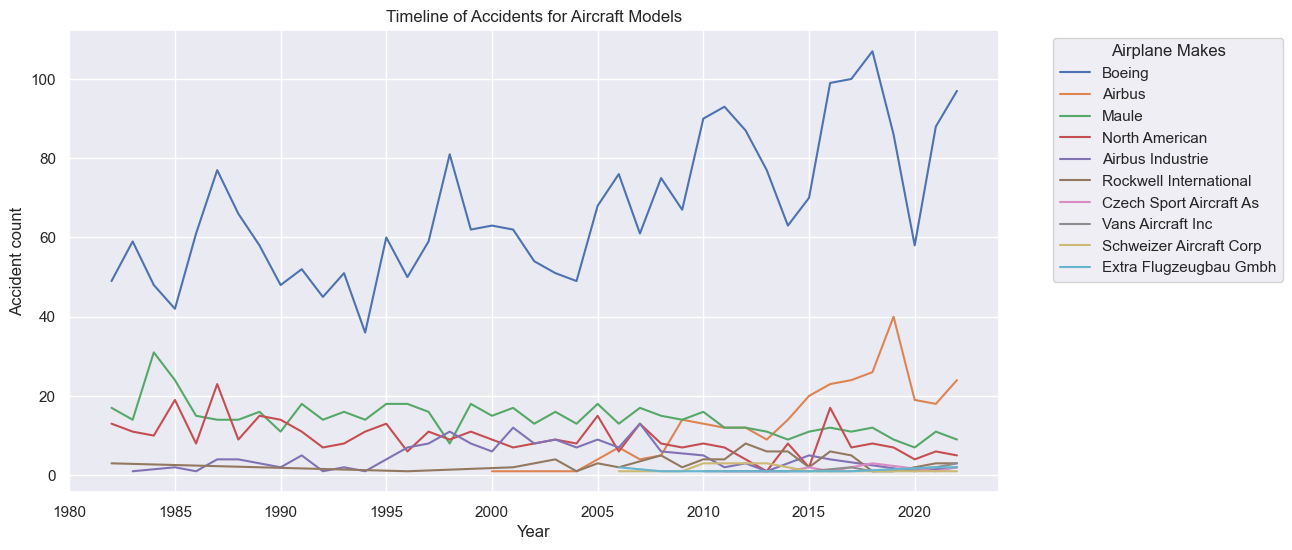 Timeline of Accidents for Aircraft Models
Accident count
100
80
60
40
20
0
1980 1985 1990 1995 2000 2005 2010 2015 2020
Year
Airplane Makes
Boeing
Airbus
Maule
North American
Airbus Industrie
Rockwell International
Czech Sport Aircraft As
Vans Aircraft Inc
Schweizer Aircraft Corp
Extra Flugzeugbau Gmbh